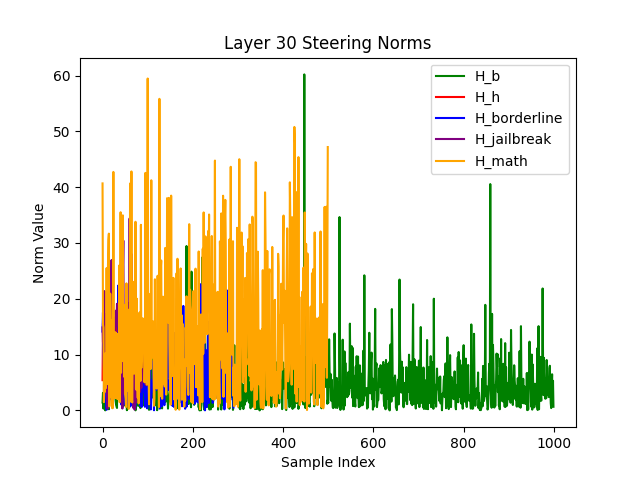 Layer 30 Steering Norms
Norm Value
60
50
40
30
20
10
0
H_b
H_h
H_borderline
H_jailbreak
H_math
0
200
400
600
800
1000
Sample Index